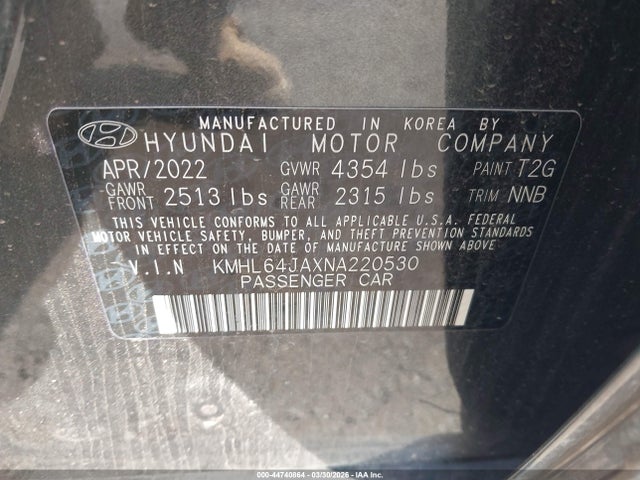 MANUFACTURED IN KOREA BY
HYUNDAI MOTOR COMPANY
APR/2022 GVWR 4354 lbs PAINT T2G
GAWR FRONT 2513 lbs GAWR REAR 2315 lbs TRIM NNB
THIS VEHICLE CONFORMS TO ALL APPLICABLE U.S.A. FEDERAL
MOTOR VEHICLE SAFETY, BUMPER, AND THEFT PREVENTION STANDARDS
IN EFFECT ON THE DATE OF MANUFACTURE SHOWN ABOVE
V.I.N KMHL64JAXNA220530
PASSENGER CAR
000-44740864 - 03/30/2026 - IAA Inc.